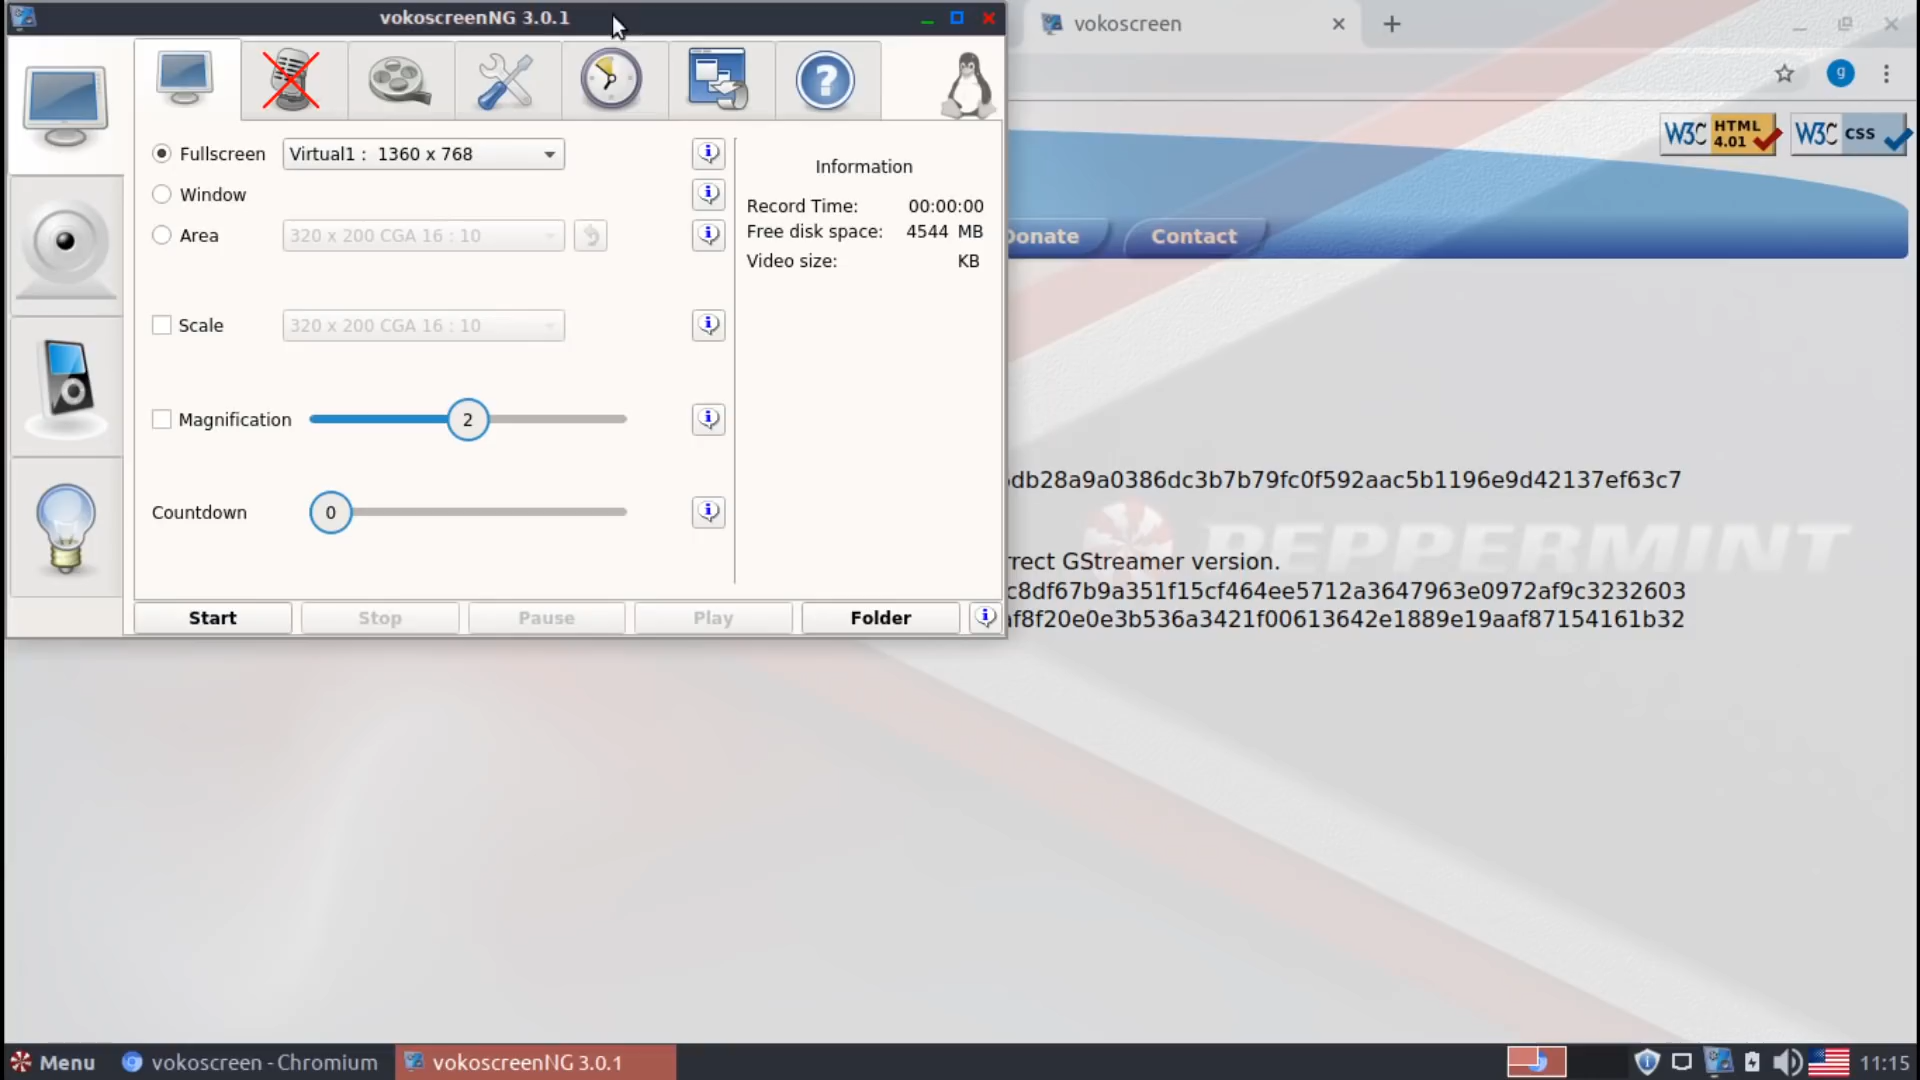 vokoscreenNG 3.0.1
vokoscreen
g
W3C HTML 4.01
W3C css
Fullscreen
Virtual1 : 1360 x 768
Window
Area
320 x 200 CGA 16 : 10
Scale
320 x 200 CGA 16 : 10
Magnification
2
Countdown
0
Information
Record Time: 00:00:00
Free disk space: 4544 MB
Video size: KB
Start
Stop
Pause
Play
Folder
Donate
Contact
db28a9a0386dc3b7b79fc0f592aac5b1196e9d42137ef63c7
PEPPERMINT
rrect GStreamer version.
c8df67b9a351f15cf464ee5712a3647963e0972af9c3232603
af8f20e0e3b536a3421f00613642e1889e19aaf87154161b32
Menu
vokoscreen - Chromium
vokoscreenNG 3.0.1
11:15